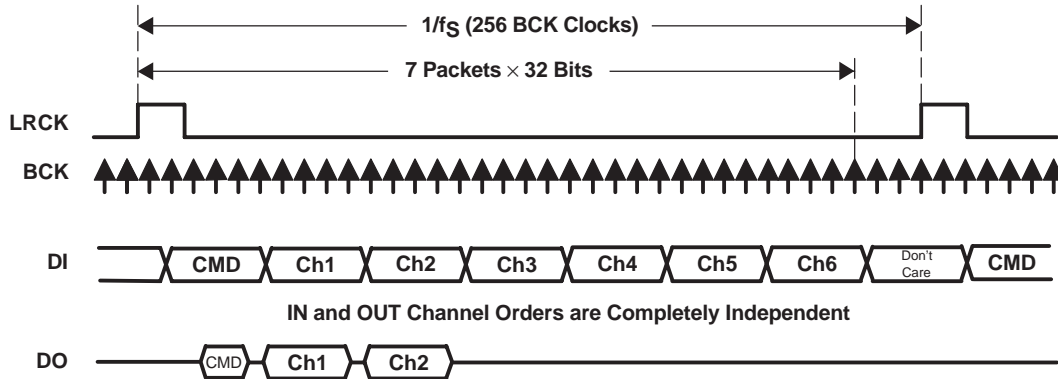 1/fS (256 BCK Clocks)
7 Packets × 32 Bits
LRCK
BCK
DI CMD Ch1 Ch2 Ch3 Ch4 Ch5 Ch6 Don't Care CMD
IN and OUT Channel Orders are Completely Independent
DO CMD Ch1 Ch2